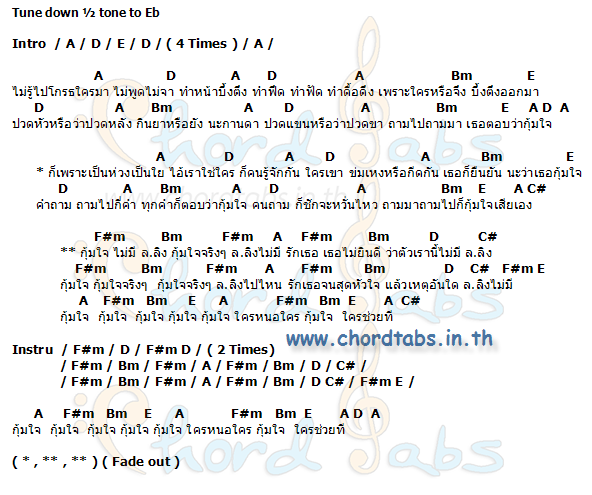 Tune down ½ tone to Eb
Intro / A / D / E / D / ( 4 Times ) / A /
A D A D A Bm E
ไม่รู้ไปโกรธใครมา ไม่พูดไม่จา ทำหน้าบึ้งตึง ทำฟึด ทำฟัด ทำดื้อดึง เพราะใครหรือจึง บึ้งตึงออกมา
D A Bm A D A Bm E A D A
ปวดหัวหรือว่าปวดหลัง กินยาหรือยัง นะกานดา ปวดแขนหรือว่าปวดขา ถามไปถามมา เธอตอบว่ากุ้มใจ
A D A D A Bm E
* ก็เพราะเป็นห่วงเป็นใย ไอ้เราใช่ใคร ก็คนรู้จักกัน ใครเขา ข่มเหงหรือกีดกัน เธอก็ยืนยัน นะว่าเธอกุ้มใจ
D A Bm A D A Bm E A C#
คำถาม ถามไปกี่คำ ทุกคำก็ตอบว่ากุ้มใจ คนถาม ก็ชักจะหวั่นไหว ถามมาถามไปก็กุ้มใจเสียเอง
F#m Bm F#m A F#m Bm D C#
** กุ้มใจ ไม่มี ล.ลิง กุ้มใจจริงๆ ล.ลิงไม่มี รักเธอ เธอไม่ยินดี ว่าตัวเรานี้ไม่มี ล.ลิง
F#m Bm F#m A F#m Bm D C# F#m E
กุ้มใจ กุ้มใจจริงๆ กุ้มใจจริงๆ ล.ลิงไปไหน รักเธอจนสุดหัวใจ แล้วเหตุอันใด ล.ลิงไม่มี
A F#m Bm E A F#m Bm E A C#
กุ้มใจ กุ้มใจ กุ้มใจ กุ้มใจ กุ้มใจ ใครหนอใคร กุ้มใจ ใครช่วยที
www.chordtabs.in.th
Instru / F#m / D / F#m D / ( 2 Times)
/ F#m / Bm / F#m / A / F#m / Bm / D / C# /
/ F#m / Bm / F#m / A / F#m / Bm / D C# / F#m E /
A F#m Bm E A F#m Bm E A D A
กุ้มใจ กุ้มใจ กุ้มใจ กุ้มใจ กุ้มใจ ใครหนอใคร กุ้มใจ ใครช่วยที
( * , ** , ** ) ( Fade out )